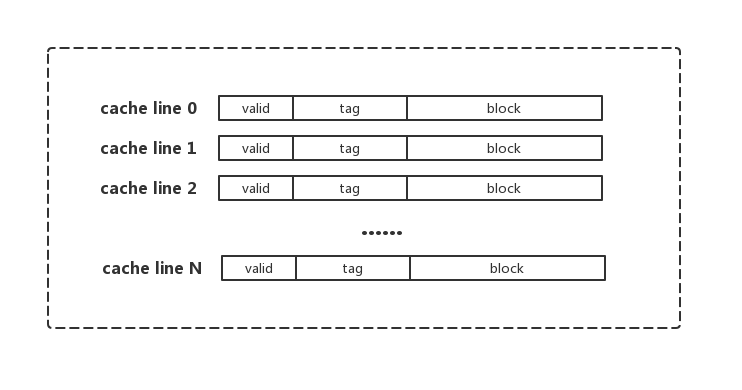 cache line 0 valid tag block
cache line 1 valid tag block
cache line 2 valid tag block
......
cache line N valid tag block